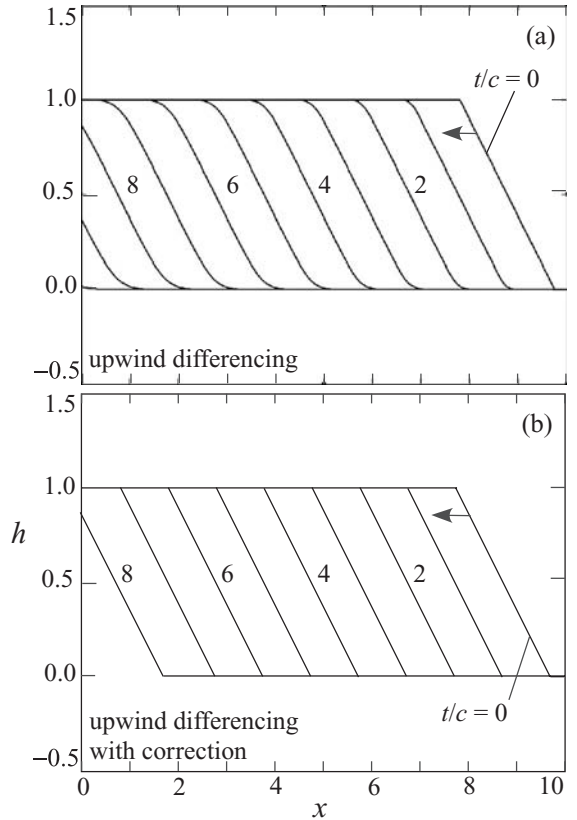 1.5
(a)
t/c = 0
1.0
8
6
4
2
0.5
0.0
upwind differencing
−0.5
1.5
(b)
1.0
h
8
6
4
2
0.5
0.0
t/c = 0
upwind differencing
with correction
−0.5
0
2
4
6
8
10
x